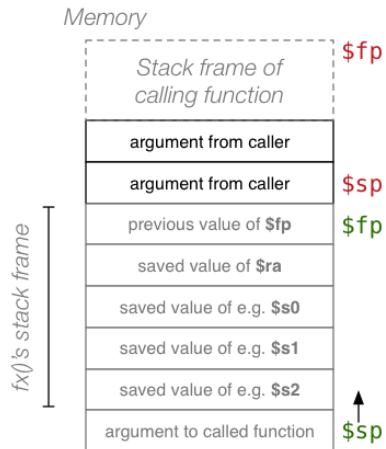 Memory
$fp
Stack frame of
calling function
argument from caller
argument from caller
$sp
previous value of $fp
$fp
saved value of $ra
saved value of e.g. $s0
saved value of e.g. $s1
saved value of e.g. $s2
argument to called function
$sp
fx()'s stack frame